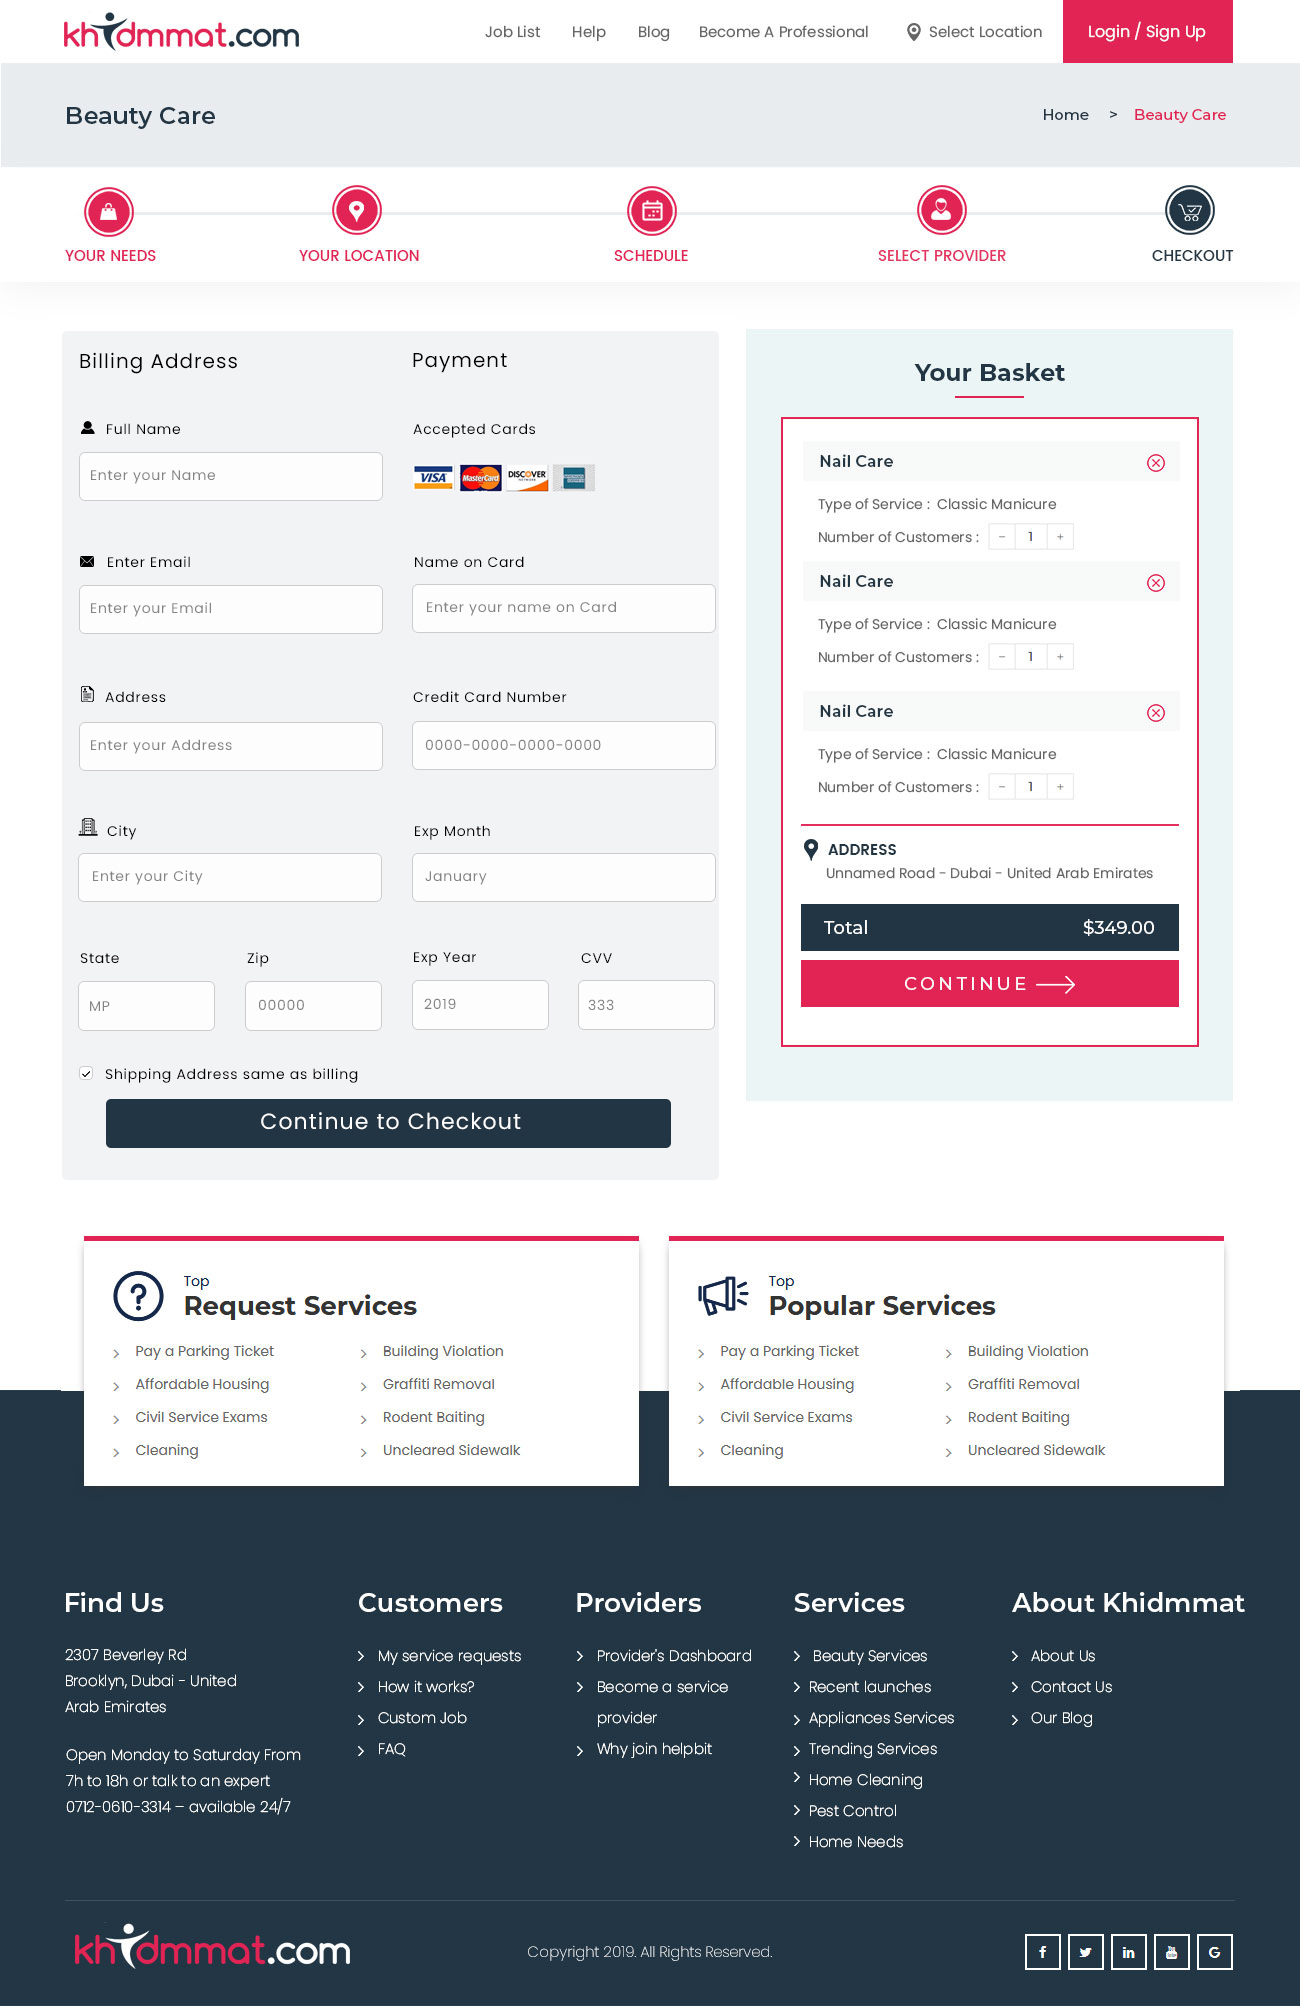 khidmmat.com
Job List Help Blog Become A Professional Select Location Login / Sign Up
Beauty Care
Home > Beauty Care
YOUR NEEDS YOUR LOCATION SCHEDULE SELECT PROVIDER CHECKOUT
Billing Address
Full Name
Enter your Name
Enter Email
Enter your Email
Address
Enter your Address
City
Enter your City
State Zip
MP 00000
Payment
Accepted Cards
VISA MasterCard DISCOVER
NETWORK
Name on Card
Enter your name on Card
Credit Card Number
0000-0000-0000-0000
Exp Month
January
Exp Year CVV
2019 333
Shipping Address same as billing
Continue to Checkout
Your Basket
Nail Care
Type of Service : Classic Manicure
Number of Customers : - 1 +
Nail Care
Type of Service : Classic Manicure
Number of Customers : - 1 +
Nail Care
Type of Service : Classic Manicure
Number of Customers : - 1 +
ADDRESS
Unnamed Road - Dubai - United Arab Emirates
Total $349.00
CONTINUE
Top
Request Services
Pay a Parking Ticket Building Violation
Affordable Housing Graffiti Removal
Civil Service Exams Rodent Baiting
Cleaning Uncleared Sidewalk
Top
Popular Services
Pay a Parking Ticket Building Violation
Affordable Housing Graffiti Removal
Civil Service Exams Rodent Baiting
Cleaning Uncleared Sidewalk
Find Us
2307 Beverley Rd
Brooklyn, Dubai - United
Arab Emirates
Open Monday to Saturday From
7h to 18h or talk to an expert
0712-0610-3314 – available 24/7
Customers
My service requests
How it works?
Custom Job
FAQ
Providers
Provider's Dashboard
Become a service
provider
Why join helpbit
Services
Beauty Services
Recent launches
Appliances Services
Trending Services
Home Cleaning
Pest Control
Home Needs
About Khidmmat
About Us
Contact Us
Our Blog
khidmmat.com
Copyright 2019. All Rights Reserved.
f in You G